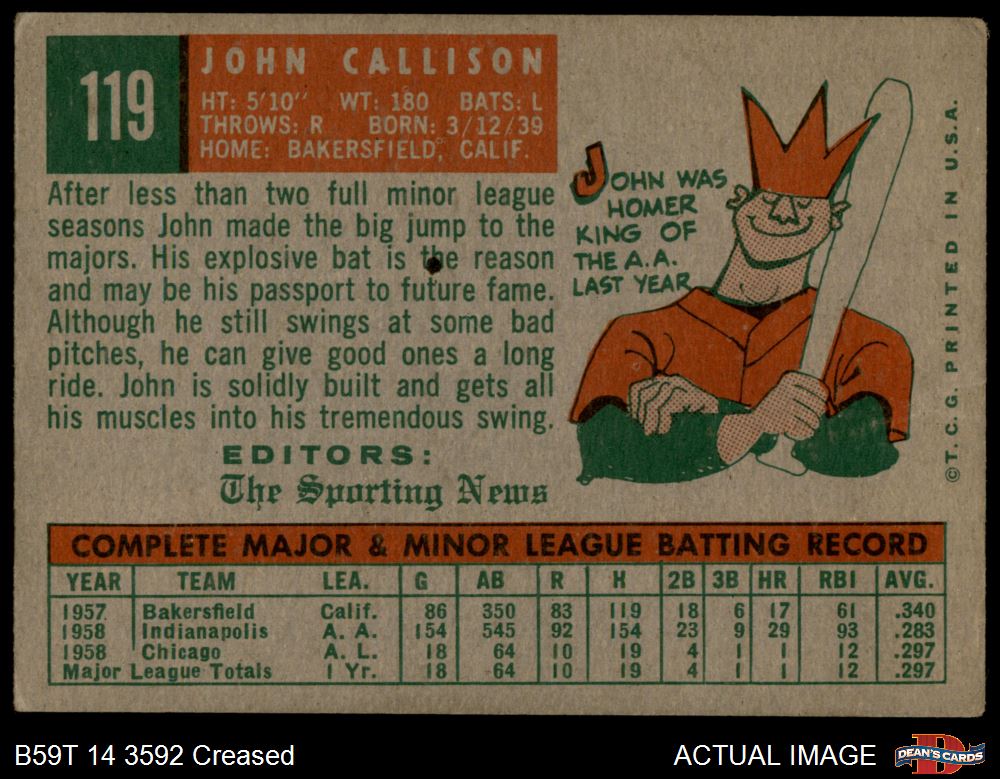 119
JOHN CALLISON
HT: 5'10" WT: 180 BATS: L
THROWS: R BORN: 3/12/39
HOME: BAKERSFIELD, CALIF.
After less than two full minor league
seasons John made the big jump to the
majors. His explosive bat is the reason
and may be his passport to future fame.
Although he still swings at some bad
pitches, he can give good ones a long
ride. John is solidly built and gets all
his muscles into his tremendous swing.
EDITORS:
The Sporting News
JOHN WAS
HOMER
KING OF
THE A.A.
LAST YEAR
© T. C. G. PRINTED IN U.S.A.
COMPLETE MAJOR & MINOR LEAGUE BATTING RECORD
YEAR TEAM LEA. G AB R H 2B 3B HR RBI AVG.
1957 Bakersfield Calif. 86 350 83 119 18 6 17 61 .340
1958 Indianapolis A. A. 154 545 92 154 23 9 29 93 .283
1958 Chicago A. L. 18 64 10 19 4 1 1 12 .297
Major League Totals 1 Yr. 18 64 10 19 4 1 1 12 .297
B59T 14 3592 Creased
ACTUAL IMAGE
DEAN'S CARDS